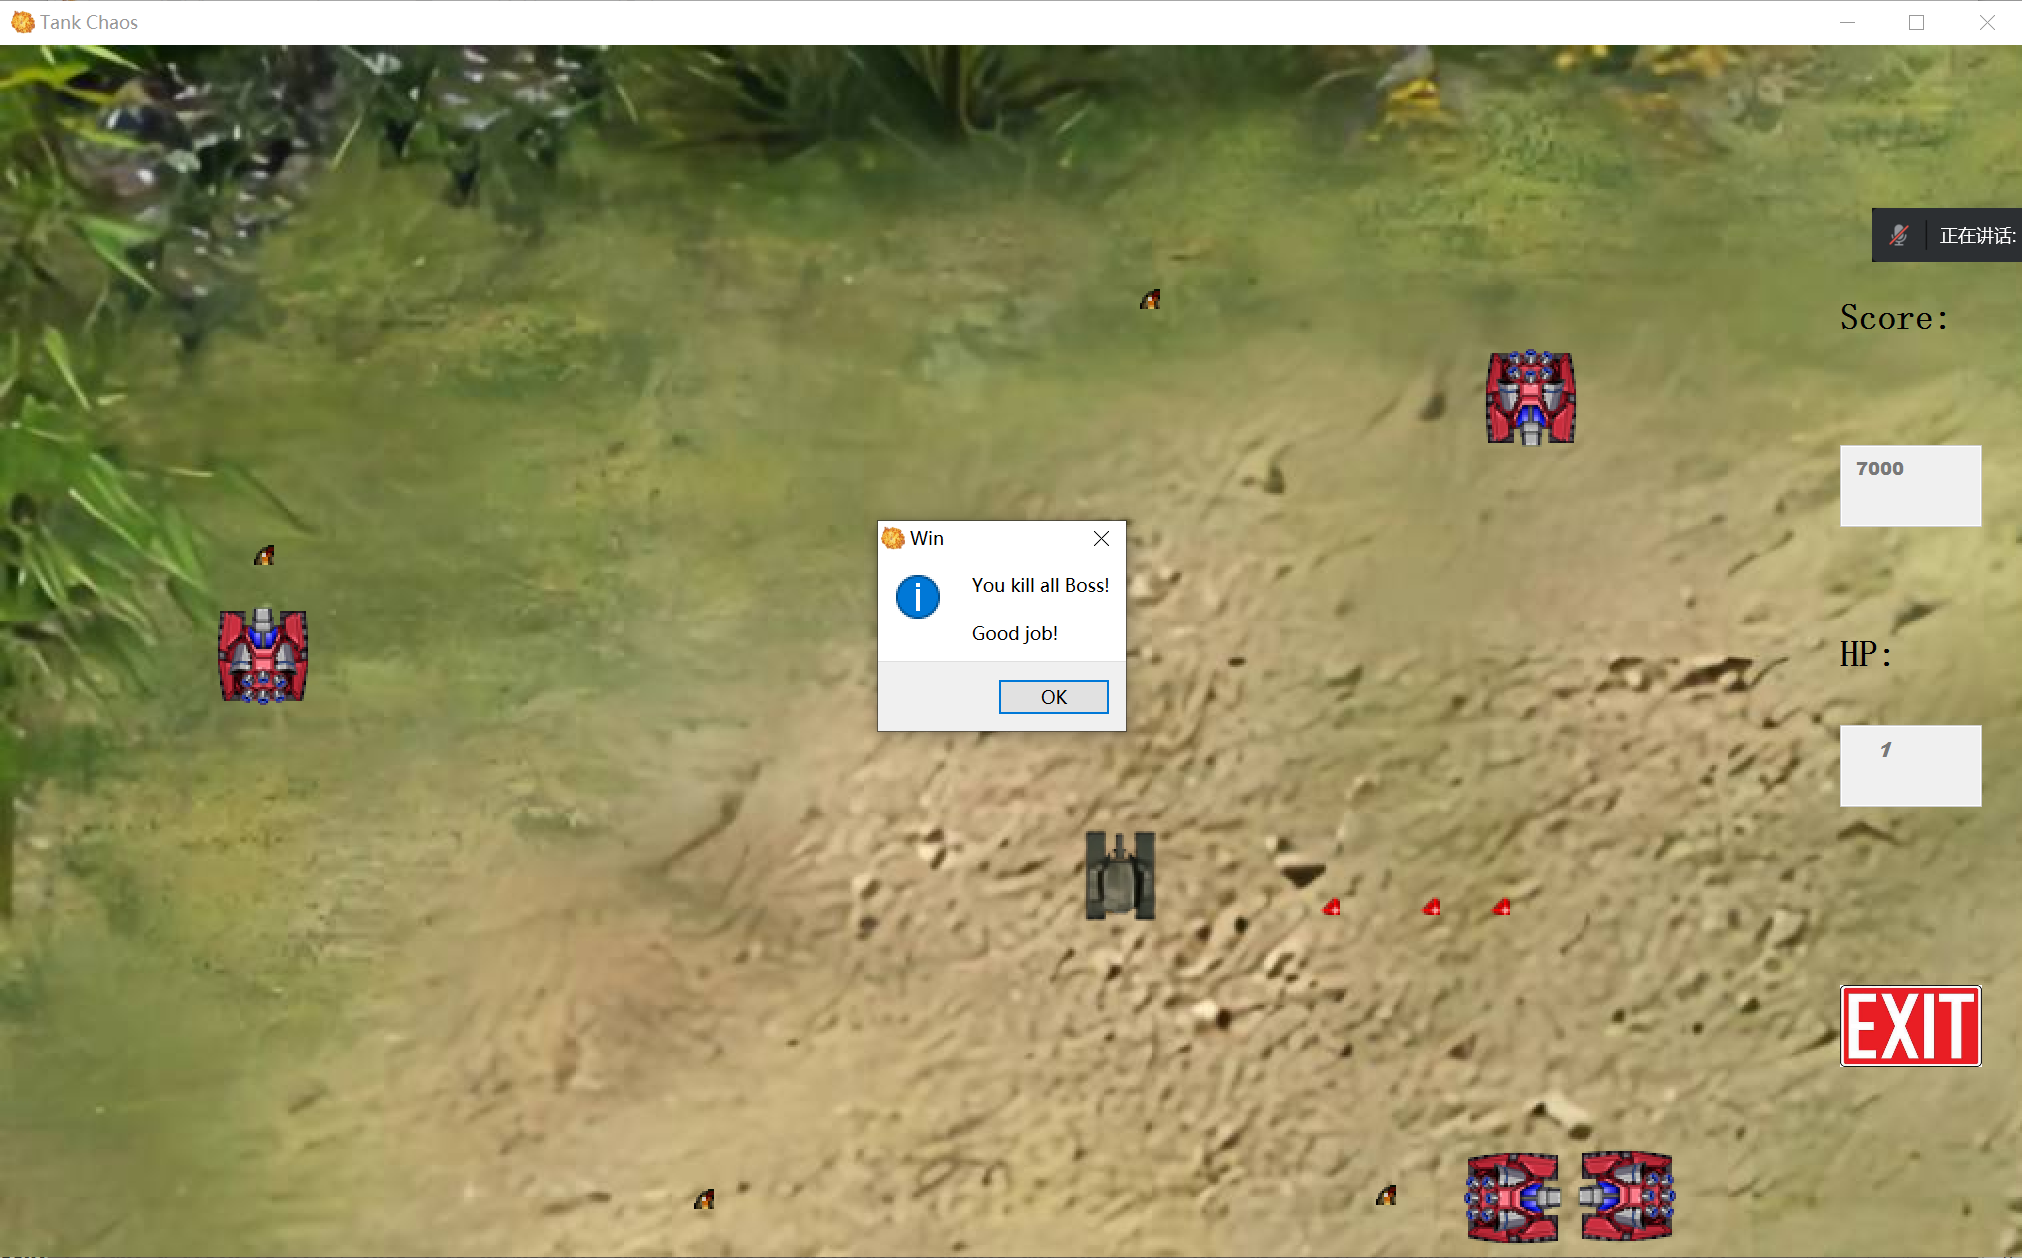 Tank Chaos
正在讲话:
Score:
7000
Win
You kill all Boss!
Good job!
OK
HP:
1
EXIT